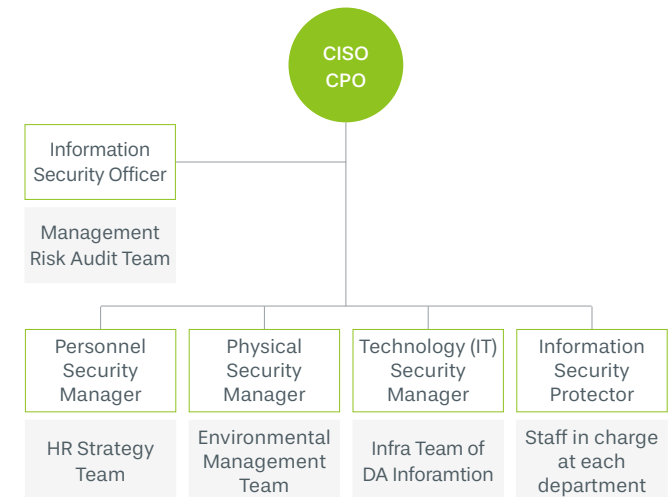 CISO
CPO
Information
Security Officer
Management
Risk Audit Team
Personnel
Security
Manager
HR Strategy
Team
Physical
Security
Manager
Environmental
Management
Team
Technology (IT)
Security
Manager
Infra Team of
DA Inforamtion
Information
Security
Protector
Staff in charge
at each
department